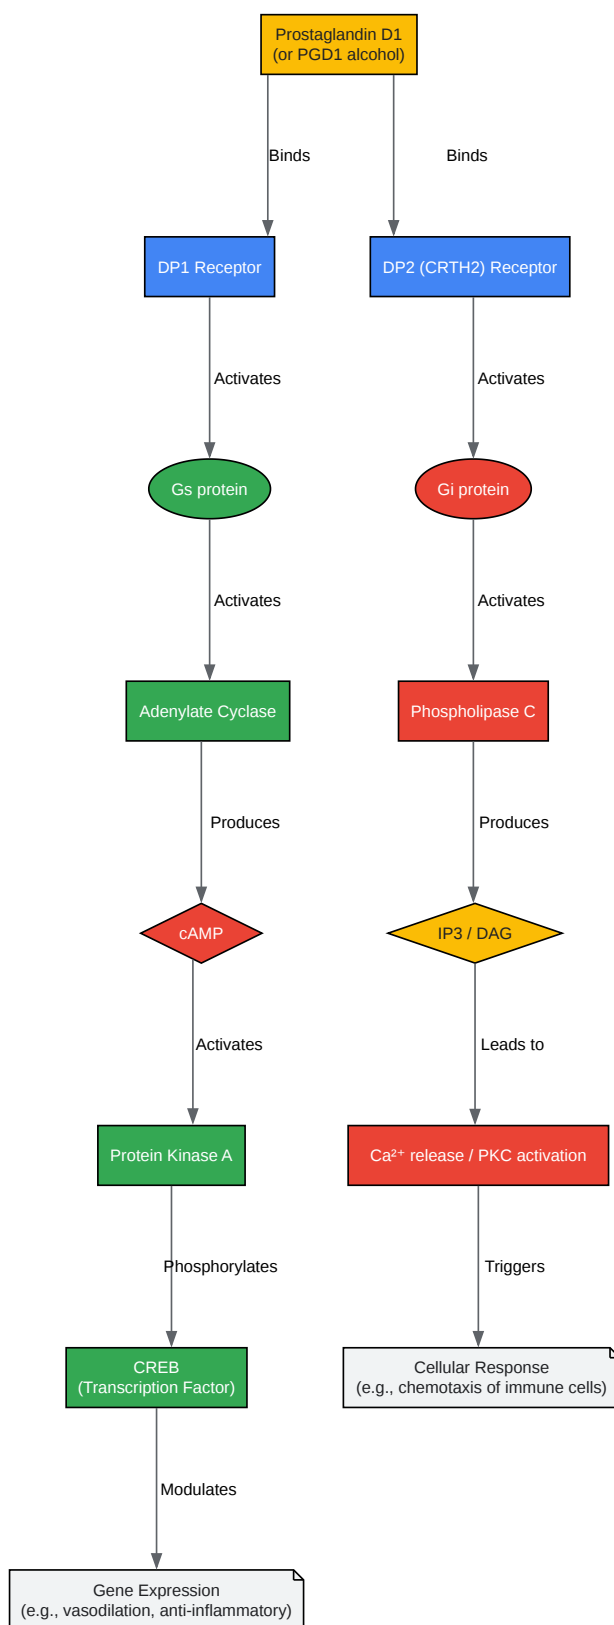 Prostaglandin D1
(or PGD1 alcohol)
Binds
Binds
DP1 Receptor
DP2 (CRTH2) Receptor
Activates
Activates
Gs protein
Gi protein
Activates
Activates
Adenylate Cyclase
Phospholipase C
Produces
Produces
cAMP
IP3 / DAG
Activates
Leads to
Protein Kinase A
Ca²⁺ release / PKC activation
Phosphorylates
Triggers
CREB
(Transcription Factor)
Cellular Response
(e.g., chemotaxis of immune cells)
Modulates
Gene Expression
(e.g., vasodilation, anti-inflammatory)